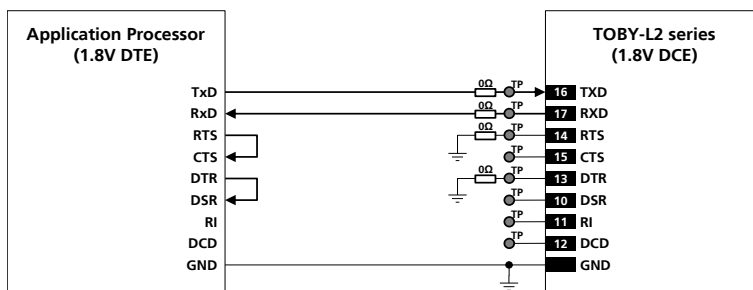 Application Processor
(1.8V DTE)
TxD
RxD
RTS
CTS
DTR
DSR
RI
DCD
GND
0Ω TP
0Ω TP
0Ω TP
TP
0Ω TP
TP
TP
TP
TOBY-L2 series
(1.8V DCE)
16 TXD
17 RXD
14 RTS
15 CTS
13 DTR
10 DSR
11 RI
12 DCD
GND